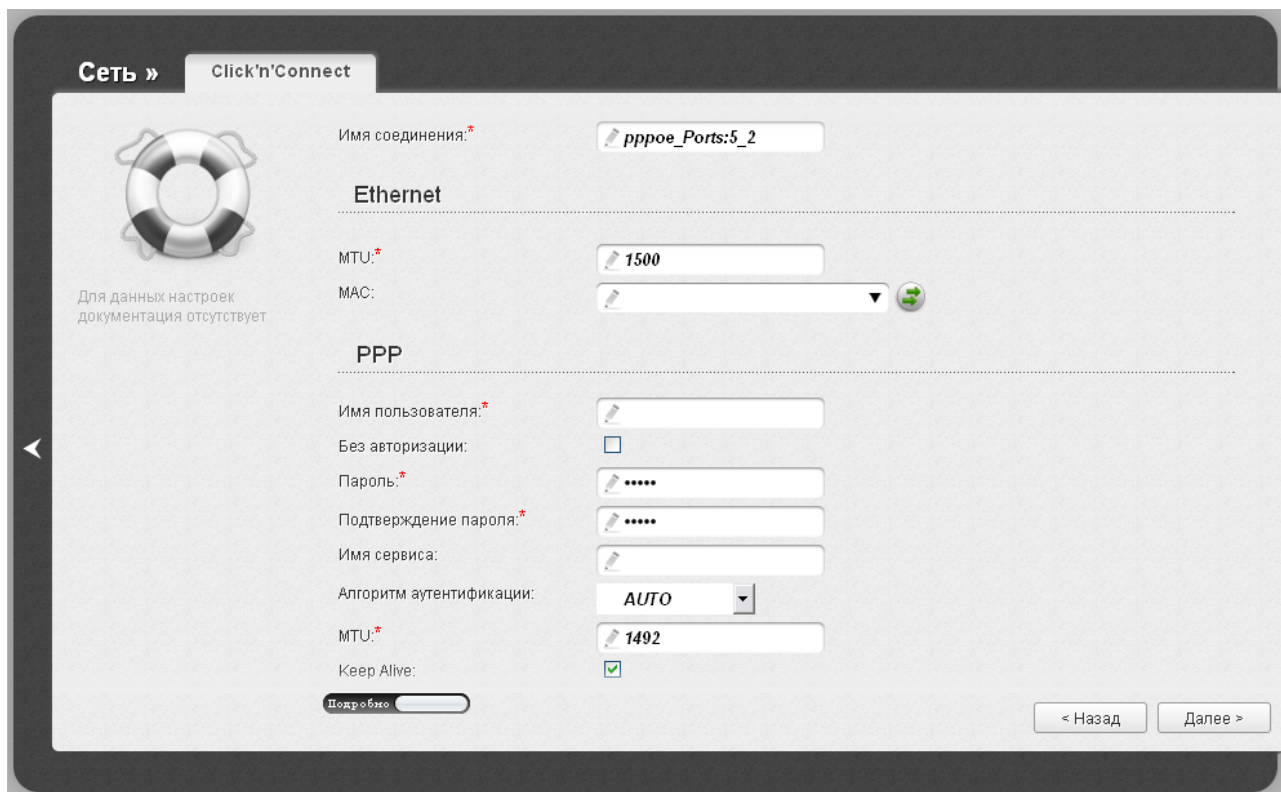 Сеть »
Click'n'Connect
Для данных настроек
документация отсутствует
Имя соединения:*
pppoe_Ports:5_2
Ethernet
MTU:*
1500
MAC:
PPP
Имя пользователя:*
Без авторизации:
Пароль:*
•••••
Подтверждение пароля:*
•••••
Имя сервиса:
Алгоритм аутентификации:
AUTO
MTU:*
1492
Keep Alive:
Подробно
< Назад
Далее >